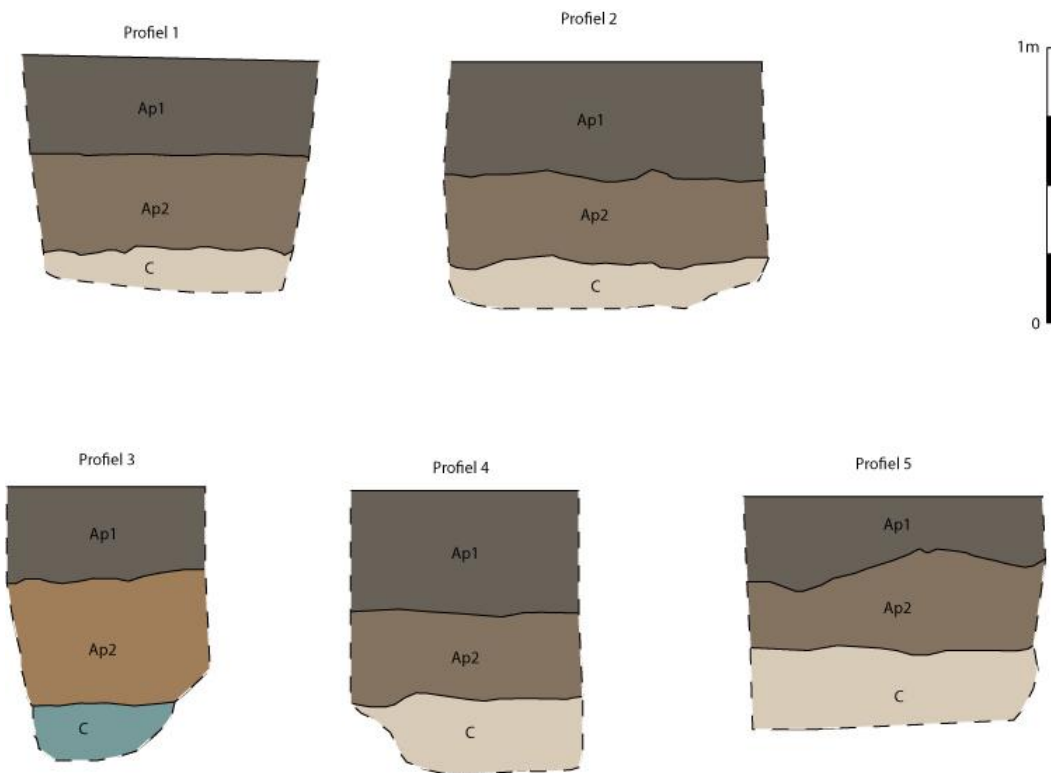 Profiel 1
Ap1
Ap2
C
Profiel 2
Ap1
Ap2
C
1m
0
Profiel 3
Ap1
Ap2
C
Profiel 4
Ap1
Ap2
C
Profiel 5
Ap1
Ap2
C